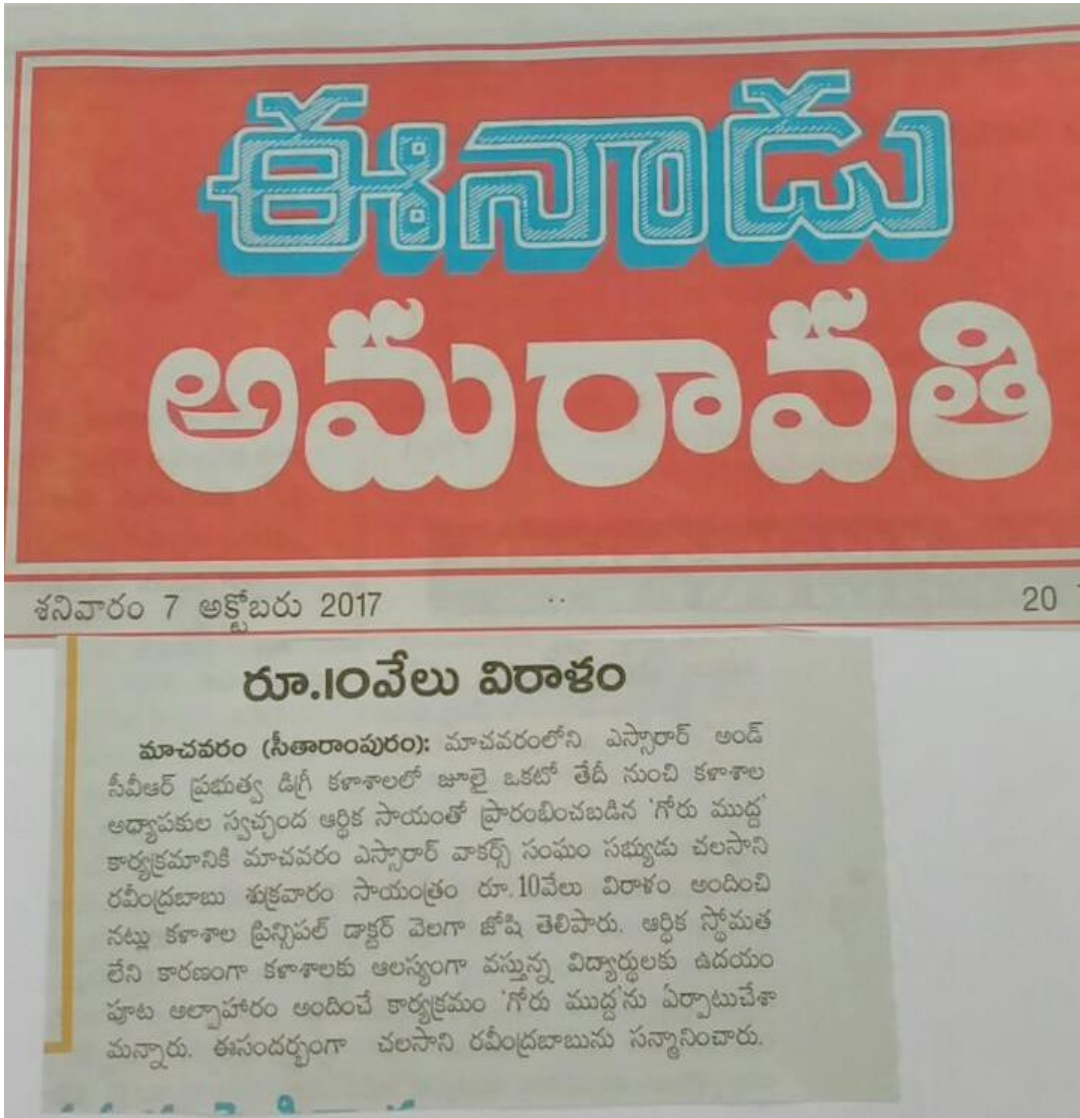 ఈనాడు
అమరావతి
శనివారం 7 అక్టోబరు 2017 20
రూ.10వేలు విరాళం
మాచవరం (సీతారాంపురం): మాచవరంలోని ఎస్సారార్ అండ్
సీవీఆర్ ప్రభుత్వ డిగ్రీ కళాశాలలో జూలై ఒకటో తేదీ నుంచి కళాశాల
అధ్యాపకుల స్వచ్ఛంద ఆర్థిక సాయంతో ప్రారంభించబడిన 'గోరు ముద్ద'
కార్యక్రమానికి మాచవరం ఎస్సారార్ వాకర్స్ సంఘం సభ్యుడు చలసాని
రవీంద్రబాబు శుక్రవారం సాయంత్రం రూ.10వేలు విరాళం అందించి
నట్లు కళాశాల ప్రిన్సిపల్ డాక్టర్ వెలగా జోషి తెలిపారు. ఆర్థిక స్తోమత
లేని కారణంగా కళాశాలకు ఆలస్యంగా వస్తున్న విద్యార్థులకు ఉదయం
పూట అల్పాహారం అందించే కార్యక్రమం 'గోరు ముద్ద'ను ఏర్పాటుచేశా
మన్నారు. ఈసందర్భంగా చలసాని రవీంద్రబాబును సన్మానించారు.